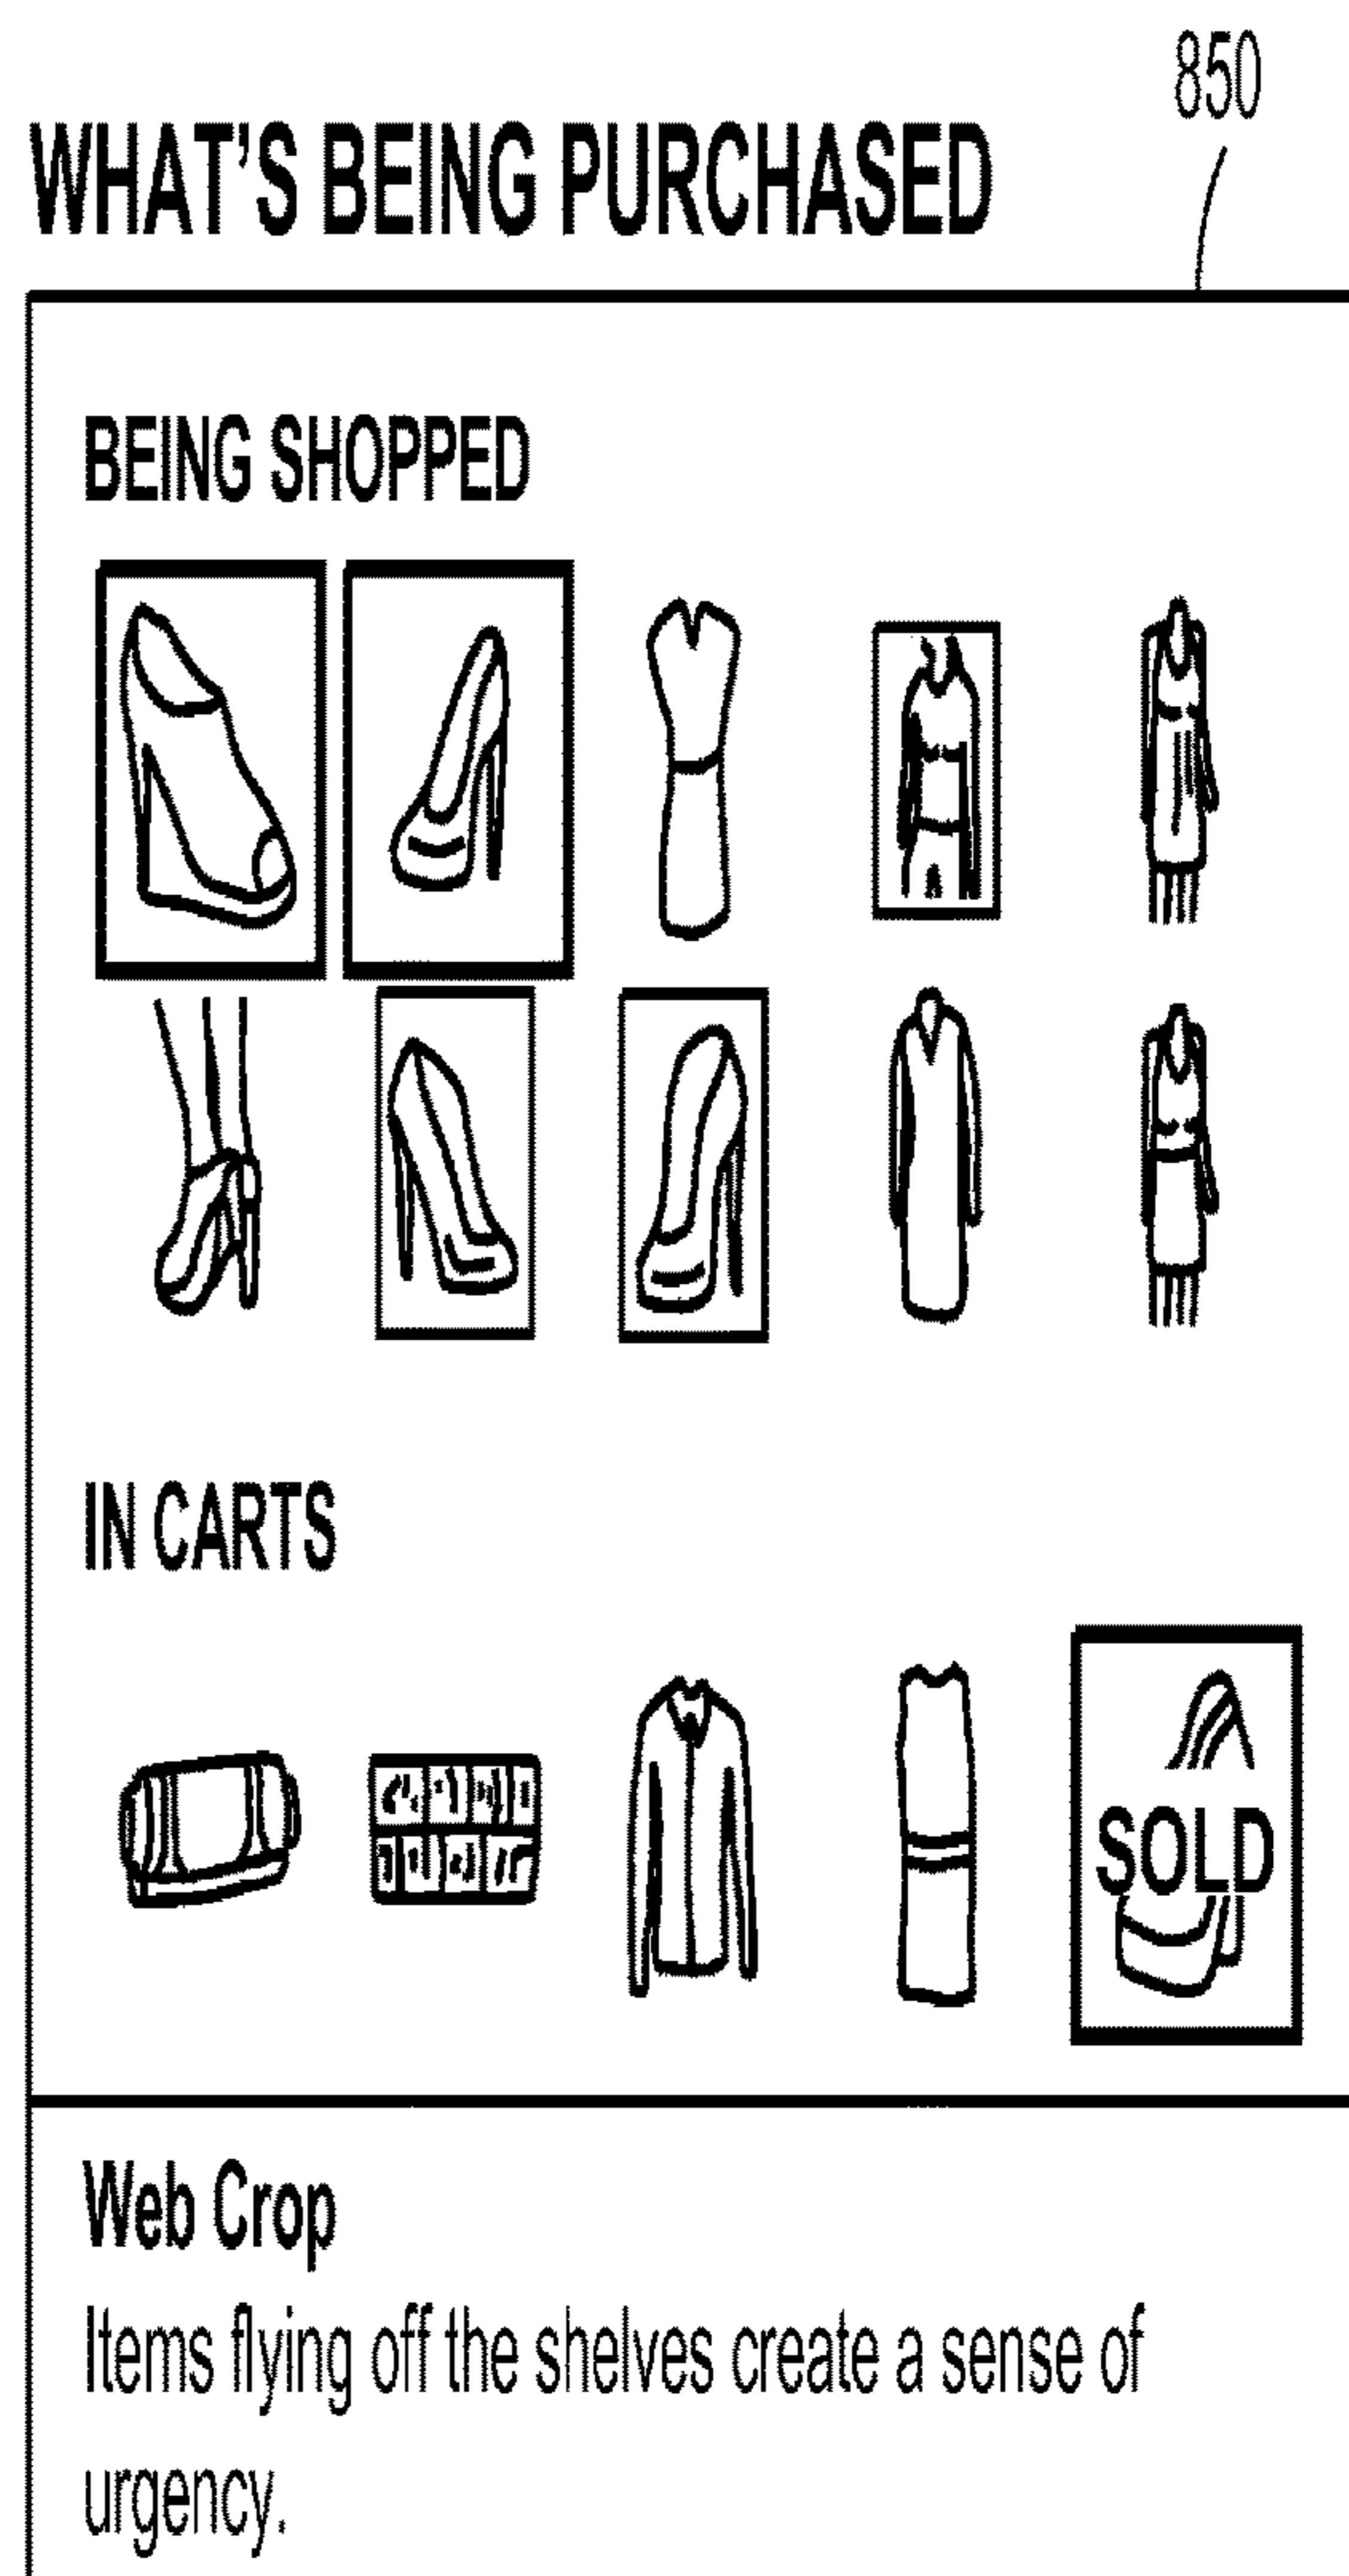 850
WHAT’S BEING PURCHASED
BEING SHOPPED
IN CARTS
SOLD
Web Crop
Items flying off the shelves create a sense of
urgency.